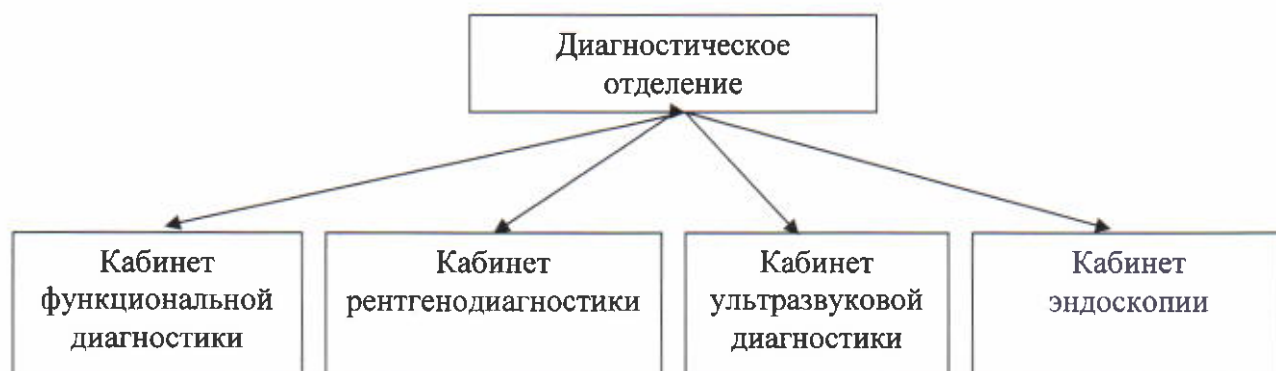 Диагностическое
отделение
Кабинет
функциональной
диагностики
Кабинет
рентгенодиагностики
Кабинет
ультразвуковой
диагностики
Кабинет
эндоскопии